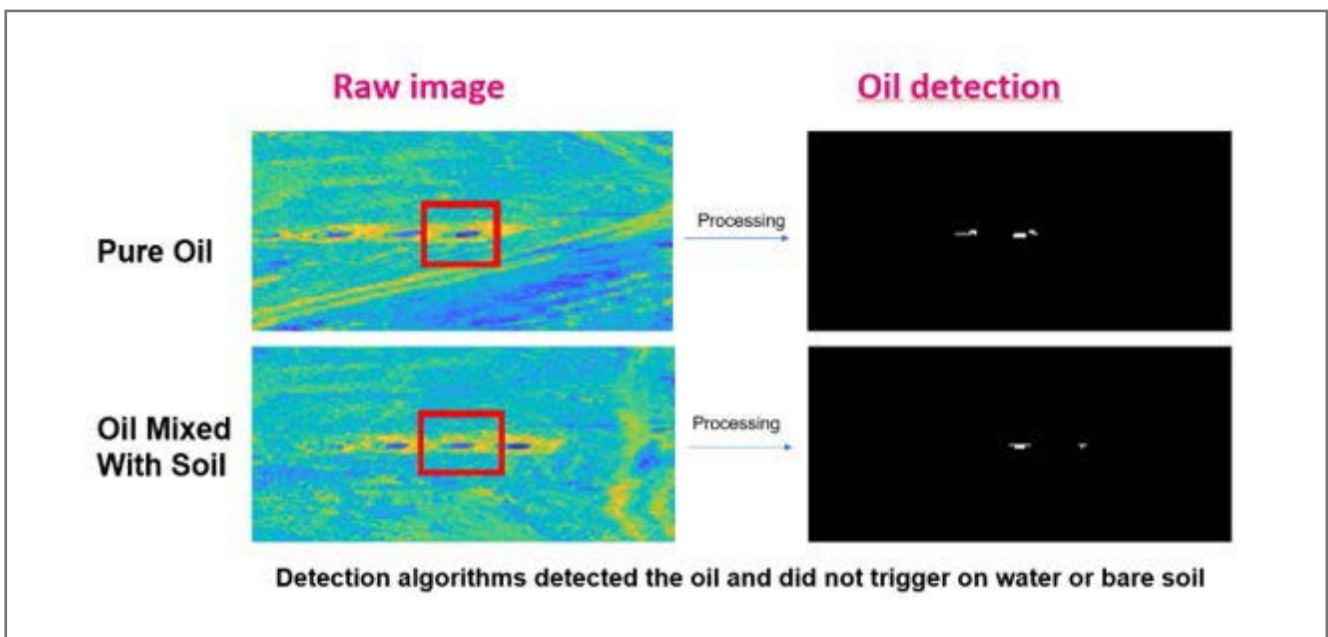 Raw image
Oil detection
Pure Oil
Processing
Oil Mixed
With Soil
Processing
Detection algorithms detected the oil and did not trigger on water or bare soil